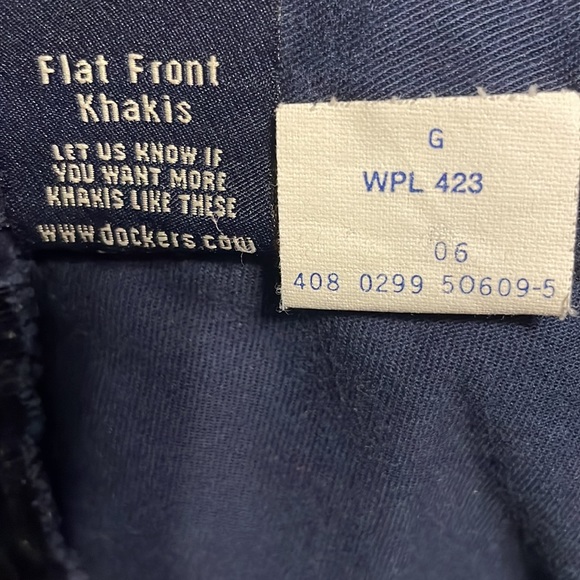 Flat Front
Khakis
LET US KNOW IF
YOU WANT MORE
KHAKIS LIKE THESE
www.dockers.com
G
WPL 423
06
408 0299 50609-5